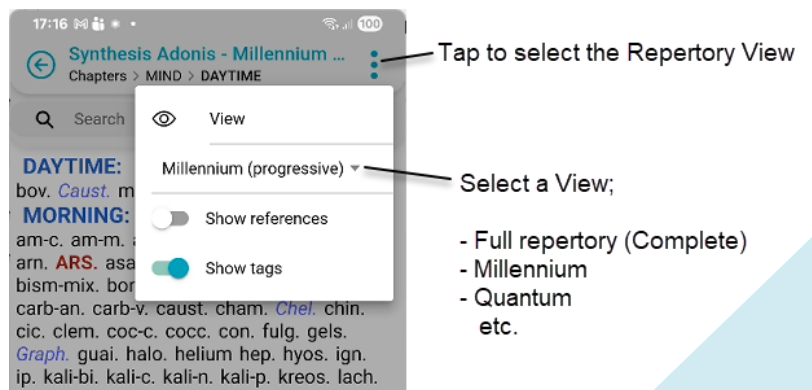 17:16
100
Synthesis Adonis - Millennium ...
Chapters > MIND > DAYTIME
Search
View
Millennium (progressive)
Show references
Show tags
DAYTIME:
bov. Caust. m
MORNING:
am-c. am-m.
arn. ARS. asa
bism-mix. bor
carb-an. carb-v. caust. cham. Chel. chin.
cic. clem. coc-c. cocc. con. fulg. gels.
Graph. guai. halo. helium hep. hyos. ign.
ip. kali-bi. kali-c. kali-n. kali-p. kreos. lach.
Tap to select the Repertory View
Select a View;
- Full repertory (Complete)
- Millennium
- Quantum
etc.